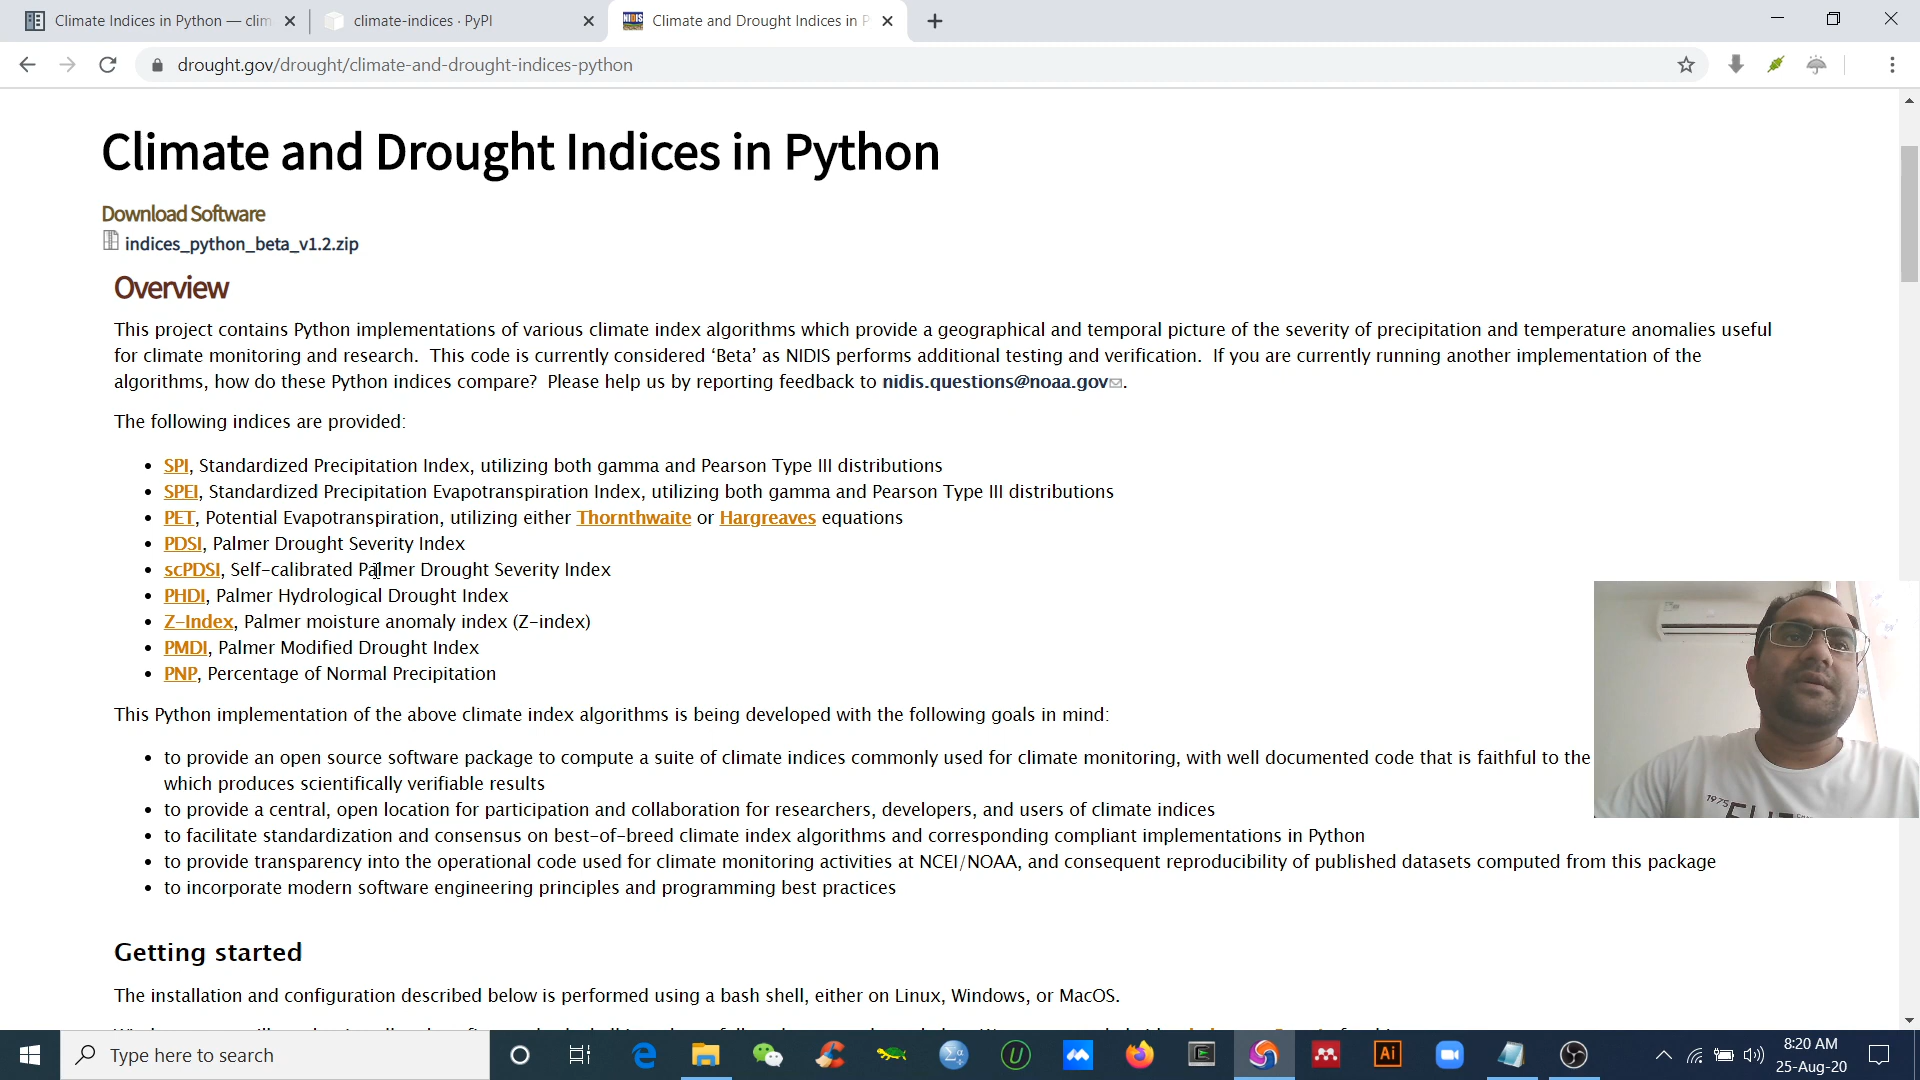 Climate Indices in Python — clim
climate-indices · PyPI
Climate and Drought Indices in P
drought.gov/drought/climate-and-drought-indices-python
Climate and Drought Indices in Python
Download Software
indices_python_beta_v1.2.zip
Overview
This project contains Python implementations of various climate index algorithms which provide a geographical and temporal picture of the severity of precipitation and temperature anomalies useful
for climate monitoring and research. This code is currently considered ‘Beta’ as NIDIS performs additional testing and verification. If you are currently running another implementation of the
algorithms, how do these Python indices compare? Please help us by reporting feedback to nidis.questions@noaa.gov.
The following indices are provided:
• SPI, Standardized Precipitation Index, utilizing both gamma and Pearson Type III distributions
• SPEI, Standardized Precipitation Evapotranspiration Index, utilizing both gamma and Pearson Type III distributions
• PET, Potential Evapotranspiration, utilizing either Thornthwaite or Hargreaves equations
• PDSI, Palmer Drought Severity Index
• scPDSI, Self-calibrated Palmer Drought Severity Index
• PHDI, Palmer Hydrological Drought Index
• Z-Index, Palmer moisture anomaly index (Z-index)
• PMDI, Palmer Modified Drought Index
• PNP, Percentage of Normal Precipitation
This Python implementation of the above climate index algorithms is being developed with the following goals in mind:
• to provide an open source software package to compute a suite of climate indices commonly used for climate monitoring, with well documented code that is faithful to the
which produces scientifically verifiable results
• to provide a central, open location for participation and collaboration for researchers, developers, and users of climate indices
• to facilitate standardization and consensus on best-of-breed climate index algorithms and corresponding compliant implementations in Python
• to provide transparency into the operational code used for climate monitoring activities at NCEI/NOAA, and consequent reproducibility of published datasets computed from this package
• to incorporate modern software engineering principles and programming best practices
1975
Getting started
The installation and configuration described below is performed using a bash shell, either on Linux, Windows, or MacOS.
Type here to search
8:20 AM
25-Aug-20